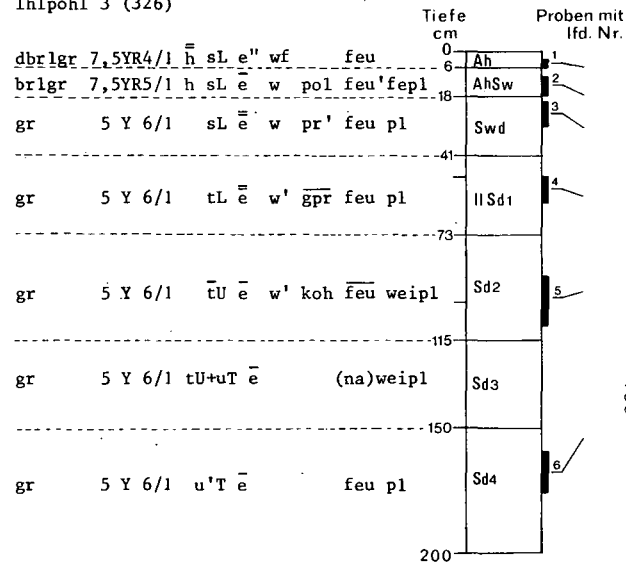 Ihlpohl 3 (326)
Tiefe cm
Proben mit lfd. Nr.
0
dbrlgr 7,5YR4/1 h̿ sL e" wf feu Ah 1
6
brlgr 7,5YR5/1 h sL e̅ w pol feu'fepl AhSw 2
18
gr 5 Y 6/1 sL e̿ w pr' feu pl Swd 3
41
gr 5 Y 6/1 tL e̿ w' g̅p̅r̅ feu pl IISd1 4
73
gr 5 Y 6/1 t̅U e̅ w' koh f̅e̅u̅ weipl Sd2 5
115
gr 5 Y 6/1 tU+uT e̅ (na)weipl Sd3
150
gr 5 Y 6/1 u'T e̅ feu pl Sd4 6
200